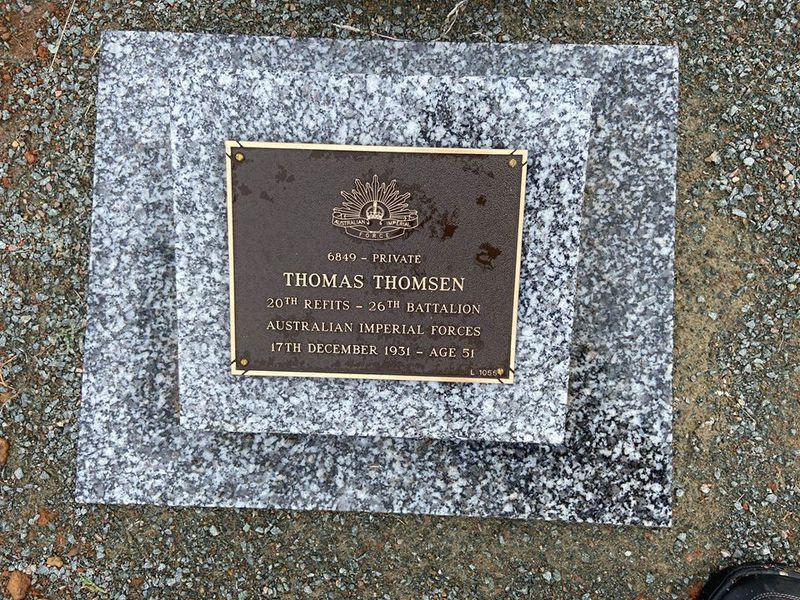 AUSTRALIAN IMPERIAL
FORCE
6849 - PRIVATE
THOMAS THOMSEN
20TH REFITS - 26TH BATTALION
AUSTRALIAN IMPERIAL FORCES
17TH DECEMBER 1931 - AGE 51